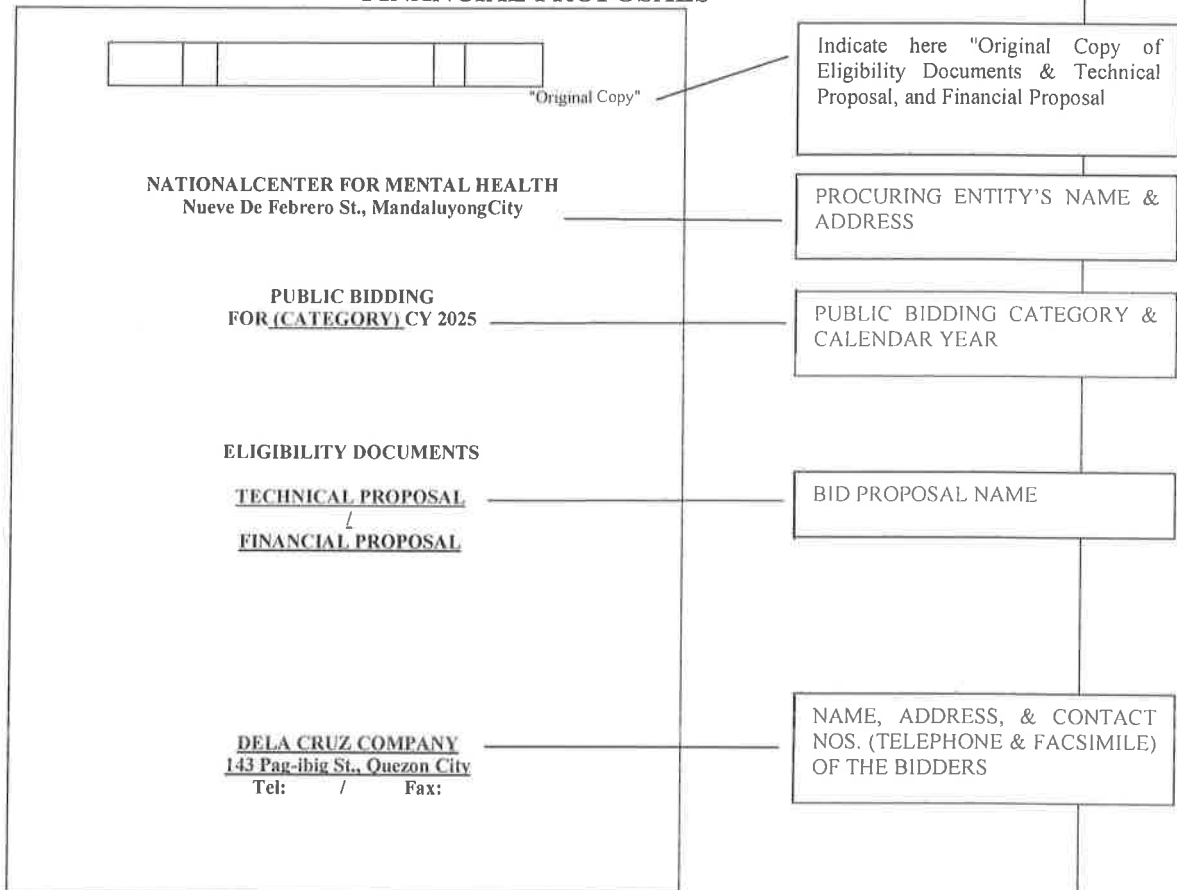 FINANCIAL PROPOSALS
"Original Copy"
Indicate here "Original Copy of
Eligibility Documents & Technical
Proposal, and Financial Proposal
NATIONALCENTER FOR MENTAL HEALTH
Nueve De Febrero St., MandaluyongCity
PROCURING ENTITY'S NAME &
ADDRESS
PUBLIC BIDDING
FOR (CATEGORY) CY 2025
PUBLIC BIDDING CATEGORY &
CALENDAR YEAR
ELIGIBILITY DOCUMENTS
TECHNICAL PROPOSAL
/
FINANCIAL PROPOSAL
BID PROPOSAL NAME
DELA CRUZ COMPANY
143 Pag-ibig St., Quezon City
Tel: / Fax:
NAME, ADDRESS, & CONTACT
NOS. (TELEPHONE & FACSIMILE)
OF THE BIDDERS